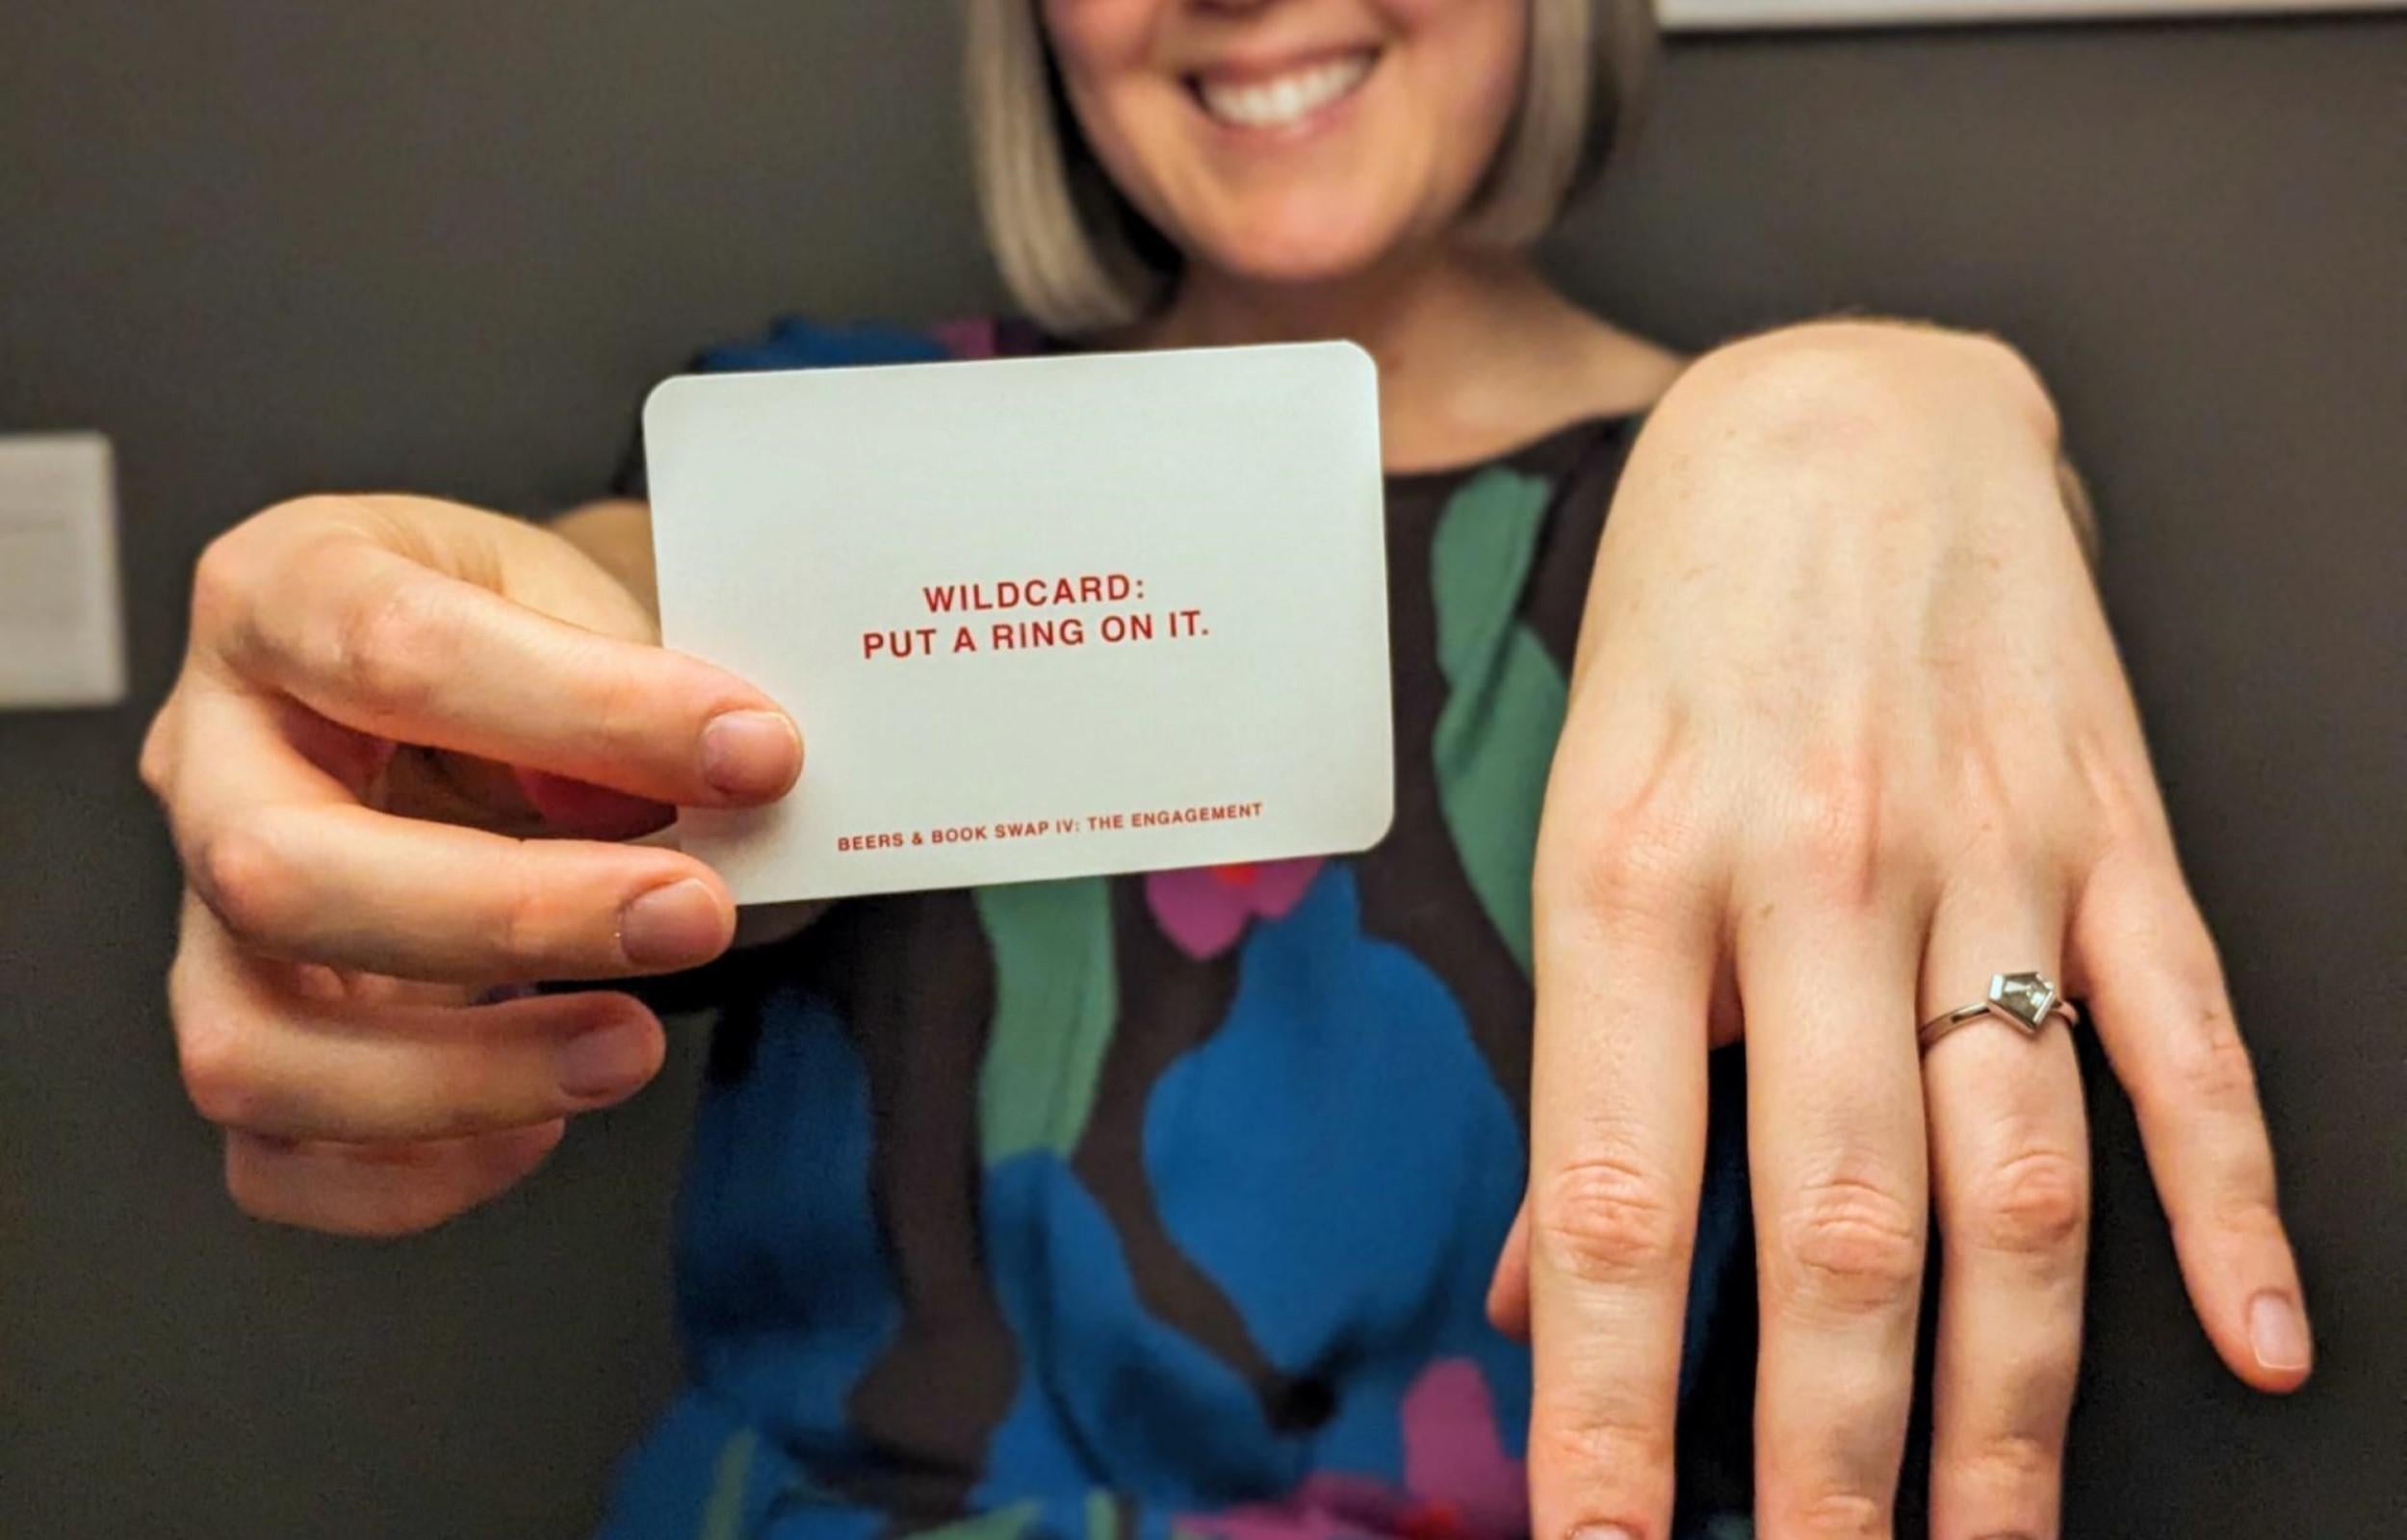 WILDCARD:
PUT A RING ON IT.
BEERS & BOOK SWAP IV: THE ENGAGEMENT